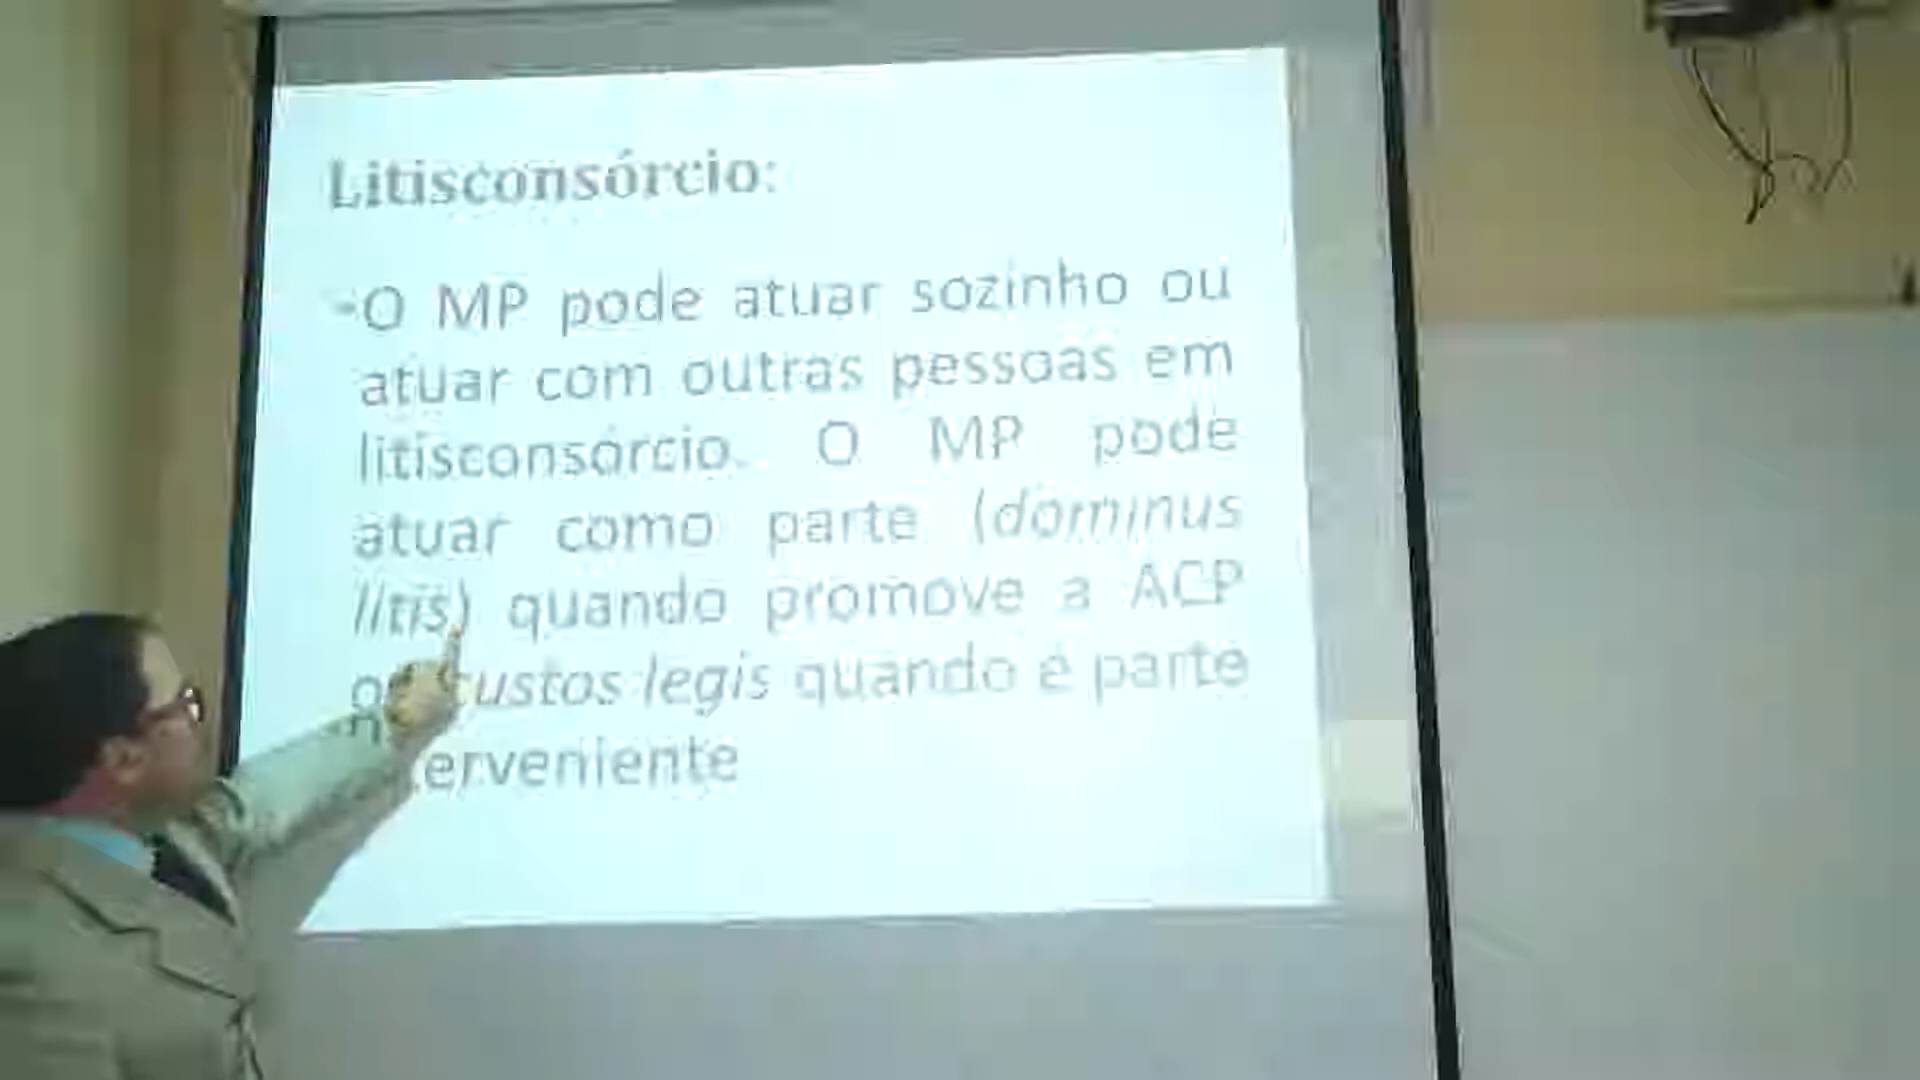 Litisconsórcio:
-O MP pode atuar sozinho ou
atuar com outras pessoas em
litisconsórcio. O MP pode
atuar como parte (dominus
litis) quando promove a ACP
custos legis quando é parte
erveniente